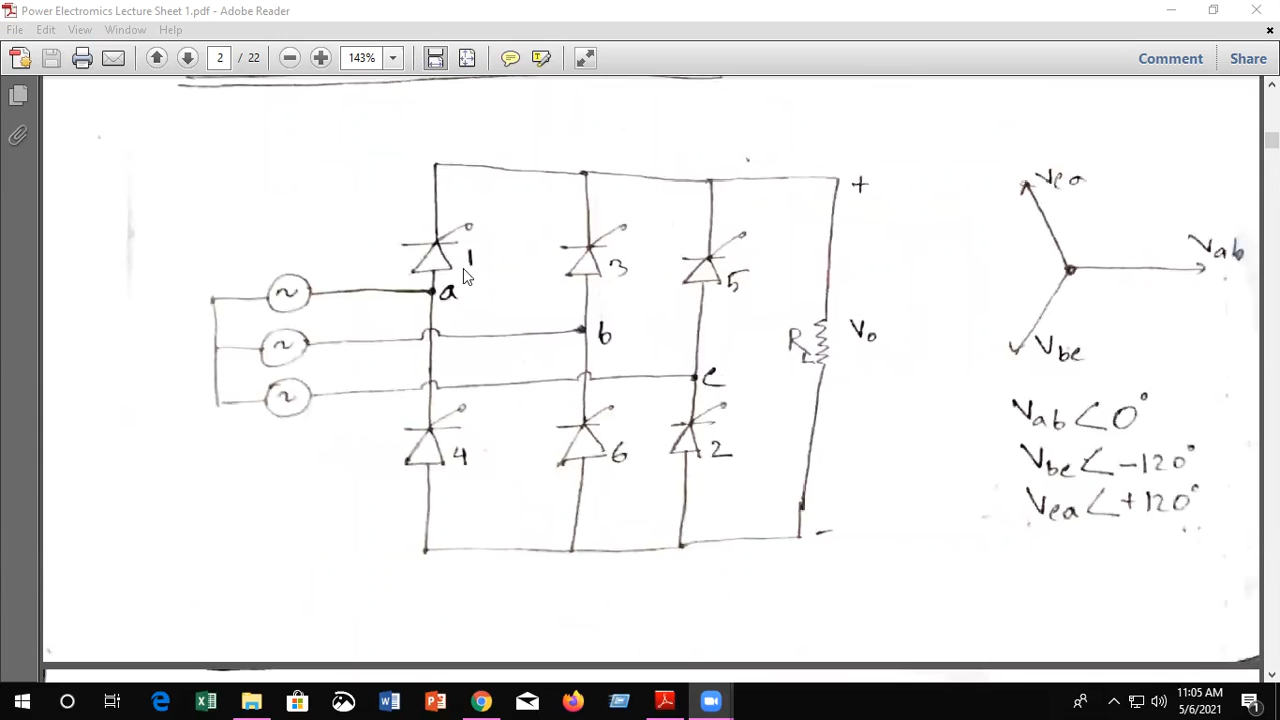 Power Electronics Lecture Sheet 1.pdf - Adobe Reader
File Edit View Window Help
2 / 22 143% Comment Share
Vca
+
1 3 5
Vab
a
b
R
L
Vo
Vbc
c
Vab ∠0°
4 6 2
Vbc ∠-120°
Vca ∠+120°
-
11:05 AM
5/6/2021